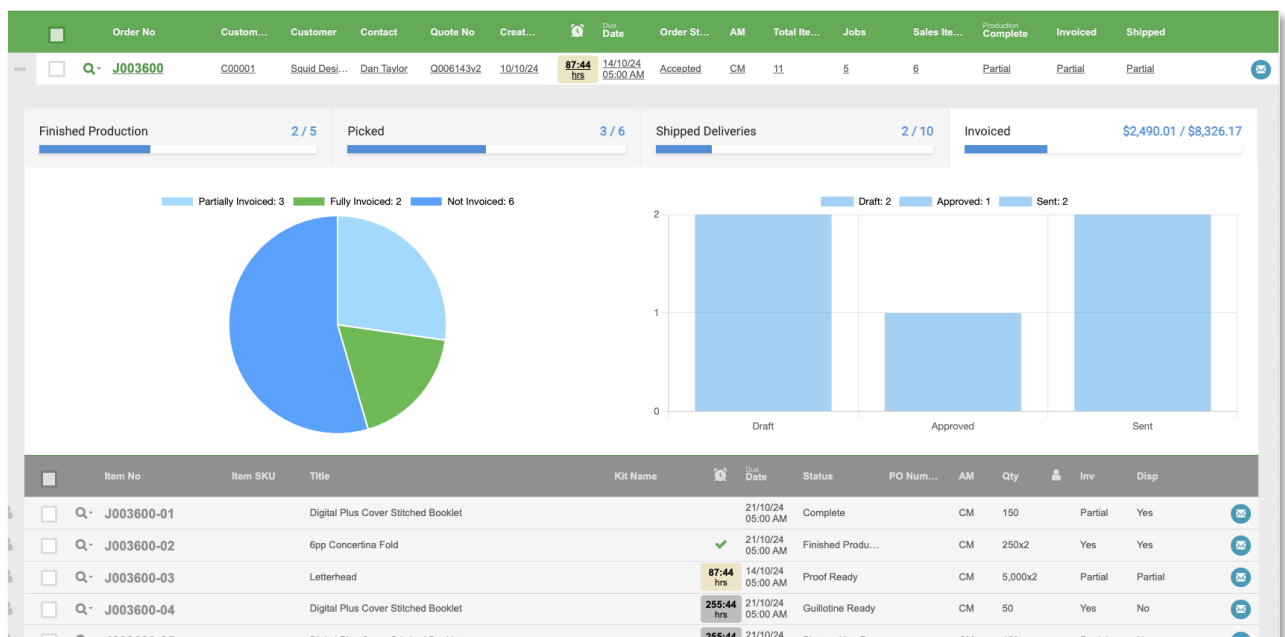 Order No Custom... Customer Contact Quote No Creat... Due Date Order St... AM Total Ite... Jobs Sales Ite... Production Complete Invoiced Shipped
J003600 C00001 Squid Desi... Dan Taylor Q006143v2 10/10/24 87:44 hrs 14/10/24 05:00 AM Accepted CM 11 5 6 Partial Partial Partial
Finished Production 2 / 5 Picked 3 / 6 Shipped Deliveries 2 / 10 Invoiced $2,490.01 / $8,326.17
Partially Invoiced: 3 Fully Invoiced: 2 Not Invoiced: 6
Draft: 2 Approved: 1 Sent: 2
2
1
0
Draft Approved Sent
Item No Item SKU Title Kit Name Due Date Status PO Num... AM Qty Inv Disp
J003600-01 Digital Plus Cover Stitched Booklet 21/10/24 05:00 AM Complete CM 150 Partial Yes
J003600-02 6pp Concertina Fold 21/10/24 05:00 AM Finished Produ... CM 250x2 Yes Yes
J003600-03 Letterhead 87:44 hrs 14/10/24 05:00 AM Proof Ready CM 5,000x2 Partial Partial
J003600-04 Digital Plus Cover Stitched Booklet 255:44 hrs 21/10/24 05:00 AM Guillotine Ready CM 50 Yes No
255:44 21/10/24